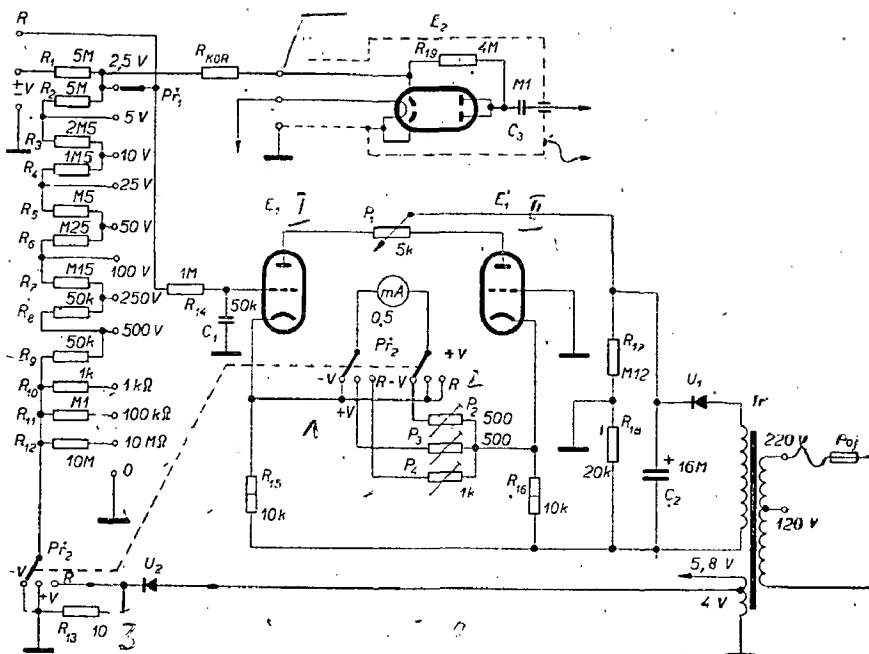 R
E₂
R₁ 5M 2,5 V
R_KOR
R₁₉ 4M
±V
5M
R₂
Př₁
M1
C₃
5 V
2M5
R₃
10 V
1M5
R₄
25 V
M5
R₅
50 V
M25
R₆
100 V
M15
R₇
250V
50k
R₈
500 V
50k
R₉
1k
R₁₀ 1 kΩ
M1
R₁₁ 100 kΩ
R₁₂ 10 MΩ
10M
0
1M
R₁₄
50k
C₁
E₁ I
P₁
5k
E₁' II
mA
0,5
Př₂
-V
+V
R
-V
+V
R
P₂
500
P₃
500
P₄
1k
R₁₅
10k
R₁₆
10k
R₁₇
M12
R₁₈
20k
U₁
Tr
+
16M
C₂
220 V
Poj
120 V
5,8 V
4 V
Př₂
-V
+V
R
U₂
R₁₃ 10